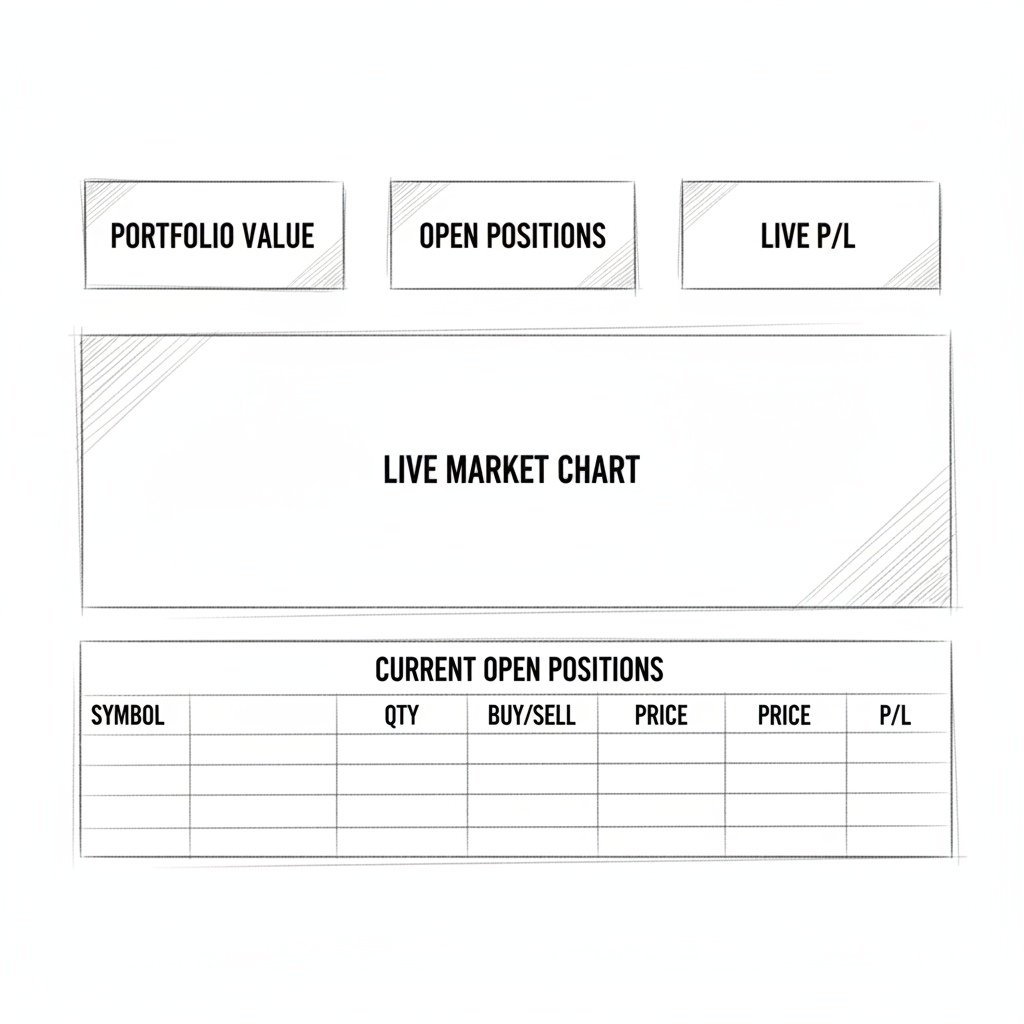 PORTFOLIO VALUE
OPEN POSITIONS
LIVE P/L
LIVE MARKET CHART
CURRENT OPEN POSITIONS
SYMBOL QTY BUY/SELL PRICE PRICE P/L